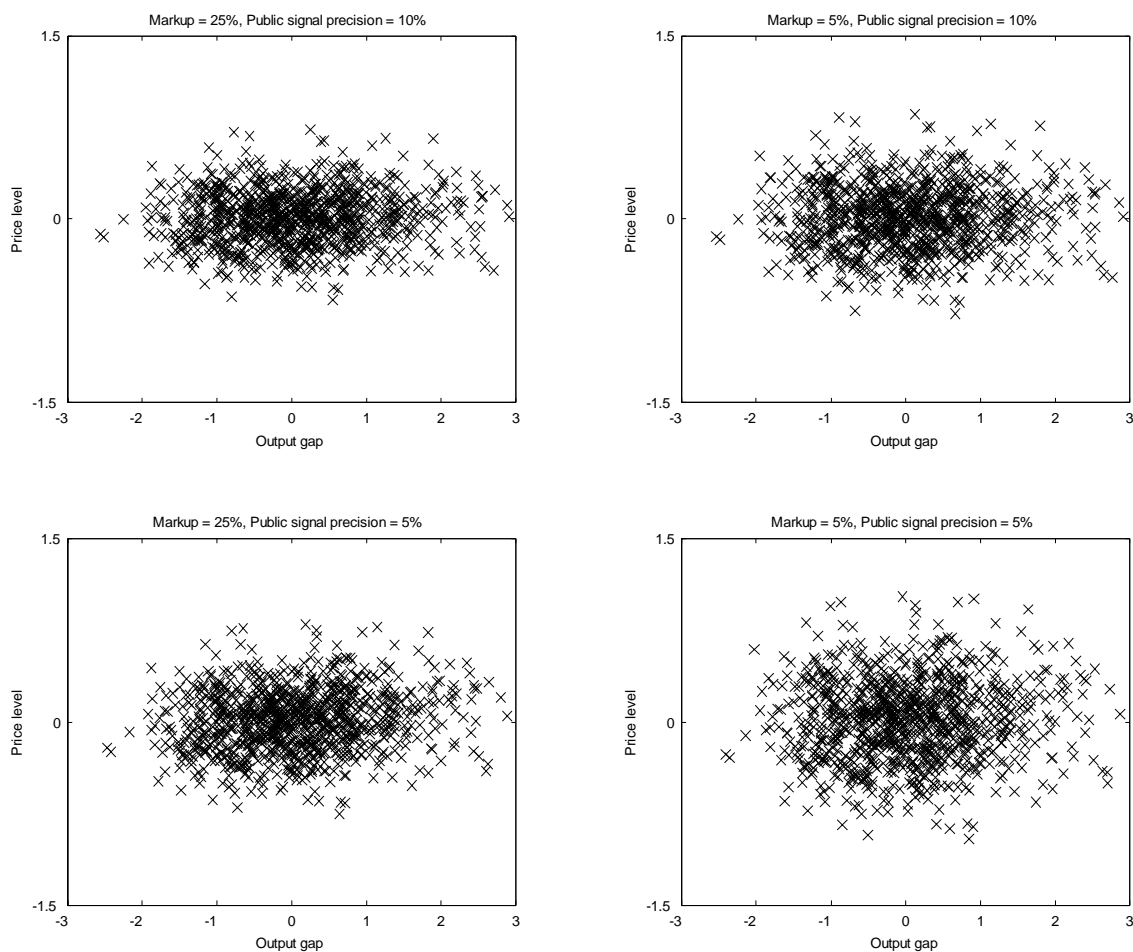 Markup = 25%, Public signal precision = 10%
1.5
Price level
0
-1.5
-3 -2 -1 0 1 2 3
Output gap
Markup = 5%, Public signal precision = 10%
1.5
Price level
0
-1.5
-3 -2 -1 0 1 2 3
Output gap
Markup = 25%, Public signal precision = 5%
1.5
Price level
0
-1.5
-3 -2 -1 0 1 2 3
Output gap
Markup = 5%, Public signal precision = 5%
1.5
Price level
0
-1.5
-3 -2 -1 0 1 2 3
Output gap